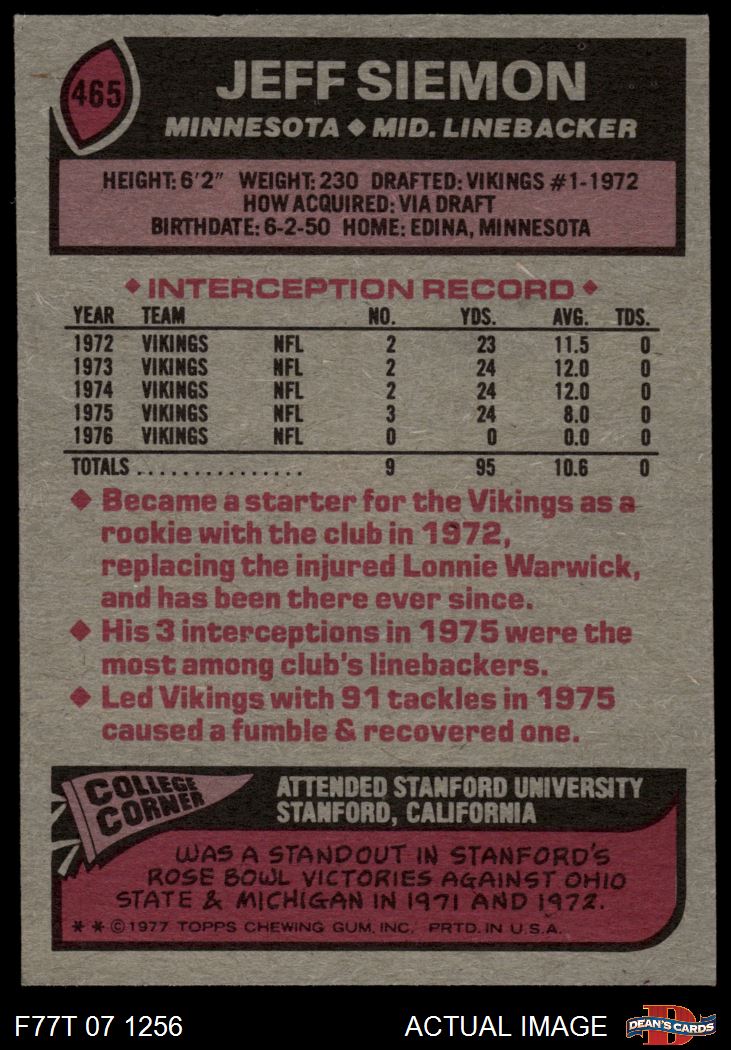 465
JEFF SIEMON
MINNESOTA ◆ MID. LINEBACKER
HEIGHT: 6'2" WEIGHT: 230 DRAFTED: VIKINGS #1-1972
HOW ACQUIRED: VIA DRAFT
BIRTHDATE: 6-2-50 HOME: EDINA, MINNESOTA
◆ INTERCEPTION RECORD ◆
YEAR TEAM NO. YDS. AVG. TDS.
1972 VIKINGS NFL 2 23 11.5 0
1973 VIKINGS NFL 2 24 12.0 0
1974 VIKINGS NFL 2 24 12.0 0
1975 VIKINGS NFL 3 24 8.0 0
1976 VIKINGS NFL 0 0 0.0 0
TOTALS ............... 9 95 10.6 0
◆ Became a starter for the Vikings as a
rookie with the club in 1972,
replacing the injured Lonnie Warwick,
and has been there ever since.
◆ His 3 interceptions in 1975 were the
most among club's linebackers.
◆ Led Vikings with 91 tackles in 1975
caused a fumble & recovered one.
COLLEGE
CORNER
ATTENDED STANFORD UNIVERSITY
STANFORD, CALIFORNIA
WAS A STANDOUT IN STANFORD'S
ROSE BOWL VICTORIES AGAINST OHIO
STATE & MICHIGAN IN 1971 AND 1972.
* * © 1977 TOPPS CHEWING GUM, INC. PRTD. IN U.S.A.
F77T 07 1256
ACTUAL IMAGE
D
DEAN'S CARDS